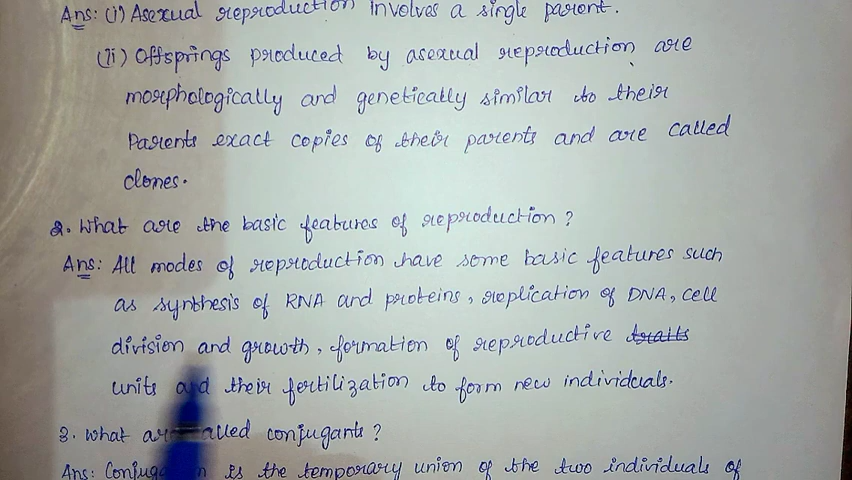 Ans: (i) Asexual reproduction involves a single parent.
(ii) Offsprings produced by asexual reproduction are
morphologically and genetically similar to their
Parents exact copies of their parents and are called
clones.
2. What are the basic features of reproduction?
Ans: All modes of reproduction have some basic features such
as synthesis of RNA and proteins, replication of DNA, cell
division and growth, formation of reproductive traits
units and their fertilization to form new individuals.
3. What are called conjugants?
Ans: is the temporary union of the two individuals of